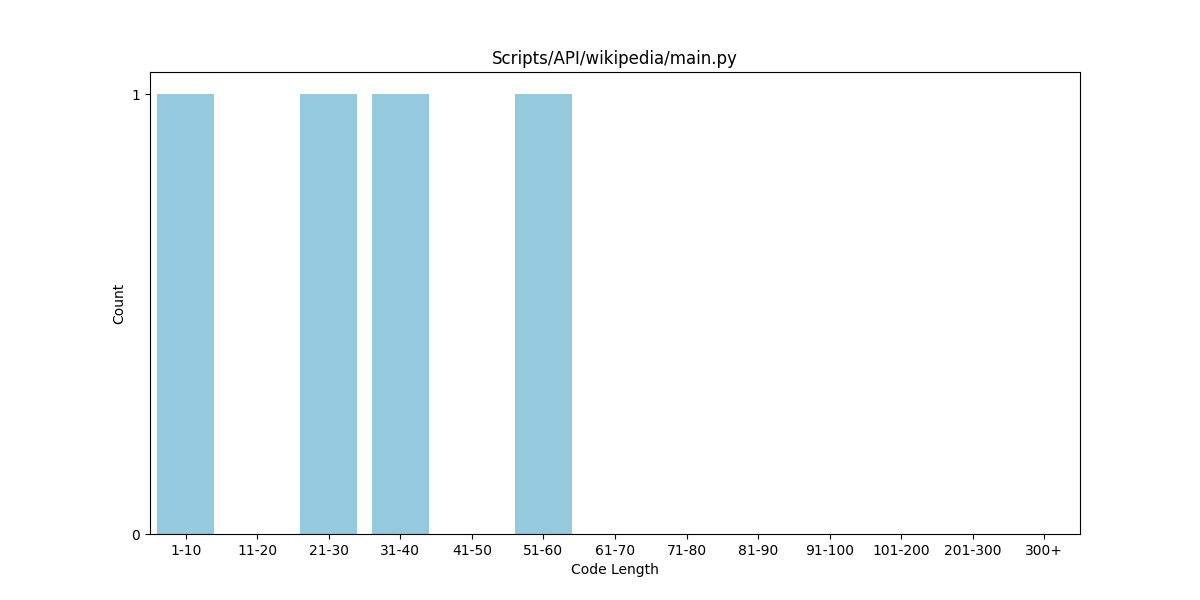 Scripts/API/wikipedia/main.py
1
Count
0
1-10 11-20 21-30 31-40 41-50 51-60 61-70 71-80 81-90 91-100 101-200 201-300 300+
Code Length